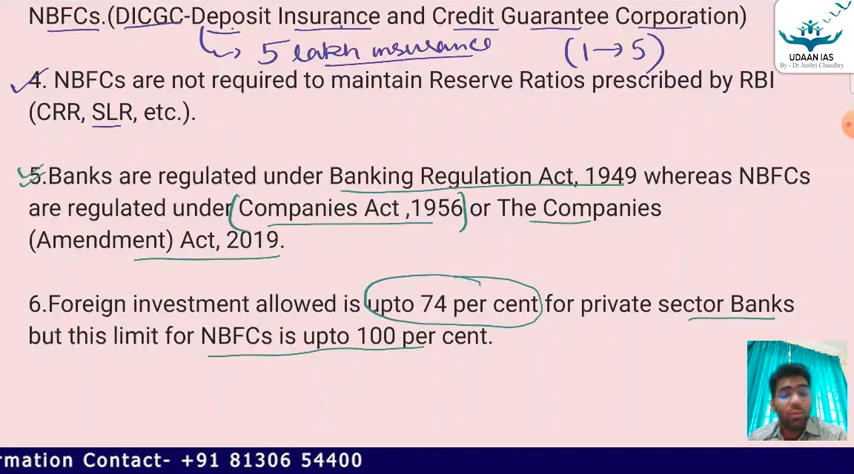 NBFCs.(DICGC-Deposit Insurance and Credit Guarantee Corporation)
5 lakh insurance (1→5)
UDAAN IAS
By - Dr Jushri Chaudhry
4. NBFCs are not required to maintain Reserve Ratios prescribed by RBI
(CRR, SLR, etc.).
5.Banks are regulated under Banking Regulation Act, 1949 whereas NBFCs
are regulated under Companies Act ,1956 or The Companies
(Amendment) Act, 2019.
6.Foreign investment allowed is upto 74 per cent for private sector Banks
but this limit for NBFCs is upto 100 per cent.
rmation Contact- +91 81306 54400